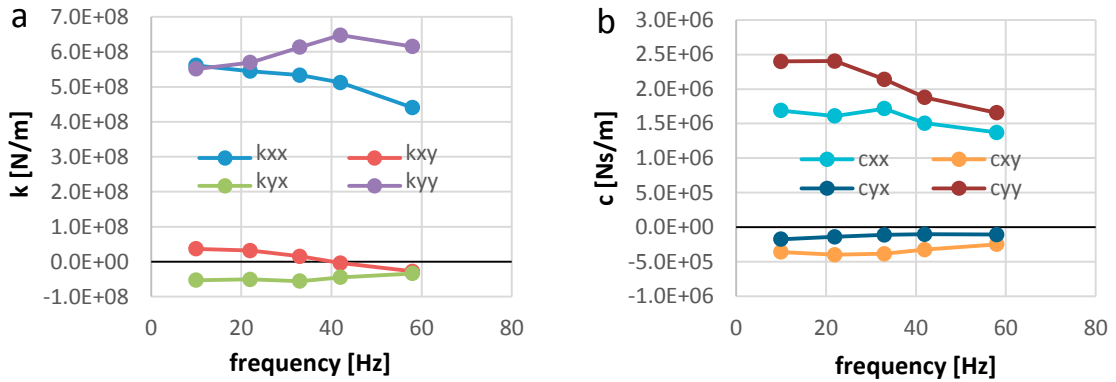 a
7.0E+08
6.0E+08
5.0E+08
4.0E+08
3.0E+08
2.0E+08
1.0E+08
0.0E+00
-1.0E+08
k [N/m]
kxx kxy
kyx kyy
0 20 40 60 80
frequency [Hz]
b
3.0E+06
2.5E+06
2.0E+06
1.5E+06
1.0E+06
5.0E+05
0.0E+00
-5.0E+05
-1.0E+06
c [Ns/m]
cxx cxy
cyx cyy
0 20 40 60 80
frequency [Hz]